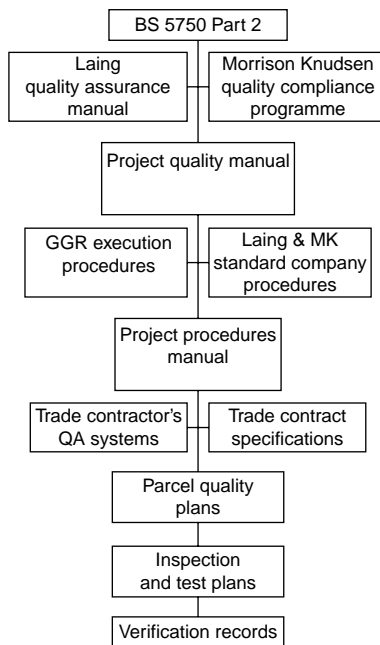 BS 5750 Part 2
Laing
quality assurance
manual
Morrison Knudsen
quality compliance
programme
Project quality manual
GGR execution
procedures
Laing & MK
standard company
procedures
Project procedures
manual
Trade contractor's
QA systems
Trade contract
specifications
Parcel quality
plans
Inspection
and test plans
Verification records